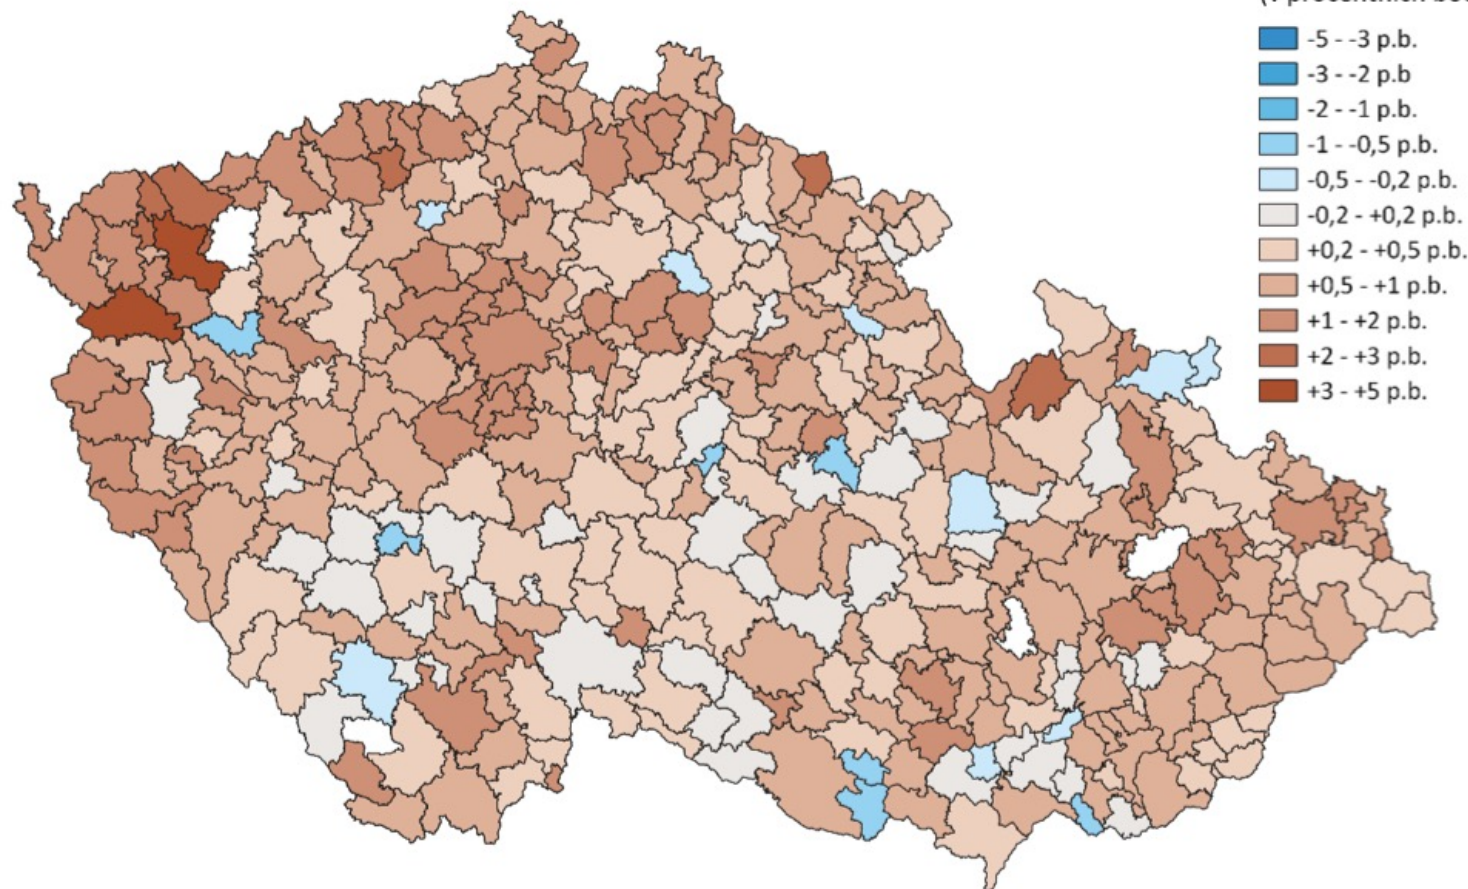 -5 - -3 p.b.
-3 - -2 p.b
-2 - -1 p.b.
-1 - -0,5 p.b.
-0,5 - -0,2 p.b.
-0,2 - +0,2 p.b.
+0,2 - +0,5 p.b.
+0,5 - +1 p.b.
+1 - +2 p.b.
+2 - +3 p.b.
+3 - +5 p.b.